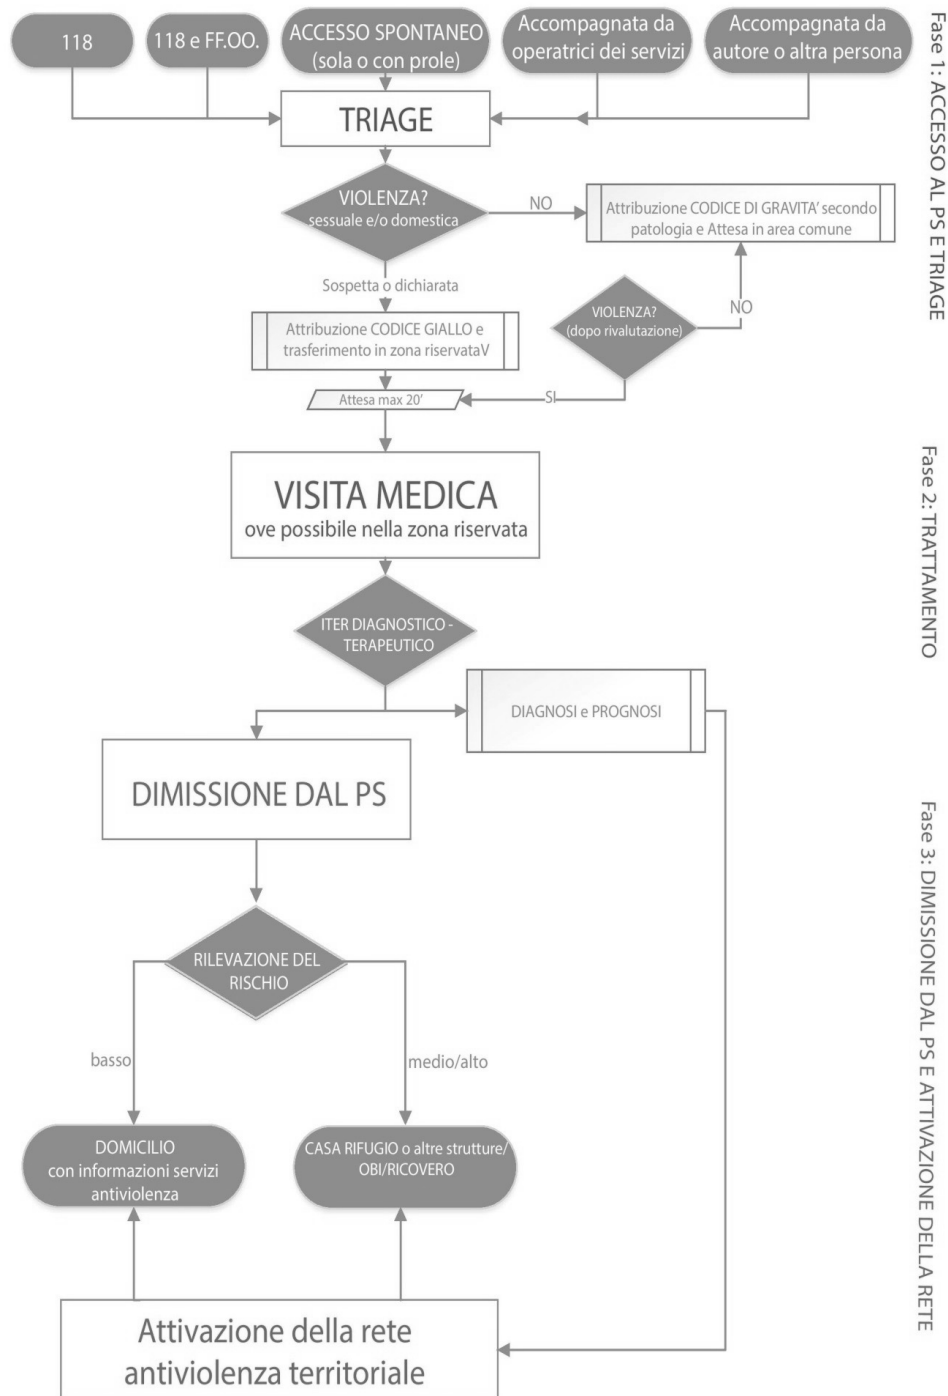 118
118 e FF.OO.
ACCESSO SPONTANEO
(sola o con prole)
Accompagnata da
operatrici dei servizi
Accompagnata da
autore o altra persona
Fase 1: ACCESSO AL PS E TRIAGE
TRIAGE
VIOLENZA?
sessuale e/o domestica
NO
Attribuzione CODICE DI GRAVITA' secondo
patologia e Attesa in area comune
Sospetta o dichiarata
VIOLENZA?
(dopo rivalutazione)
NO
Attribuzione CODICE GIALLO e
trasferimento in zona riservataV
Attesa max 20'
SI
Fase 2: TRATTAMENTO
VISITA MEDICA
ove possibile nella zona riservata
ITER DIAGNOSTICO -
TERAPEUTICO
DIAGNOSI e PROGNOSI
Fase 3: DIMISSIONE DAL PS E ATTIVAZIONE DELLA RETE
DIMISSIONE DAL PS
RILEVAZIONE DEL
RISCHIO
basso
medio/alto
DOMICILIO
con informazioni servizi
antiviolenza
CASA RIFUGIO o altre strutture/
OBI/RICOVERO
Attivazione della rete
antiviolenza territoriale